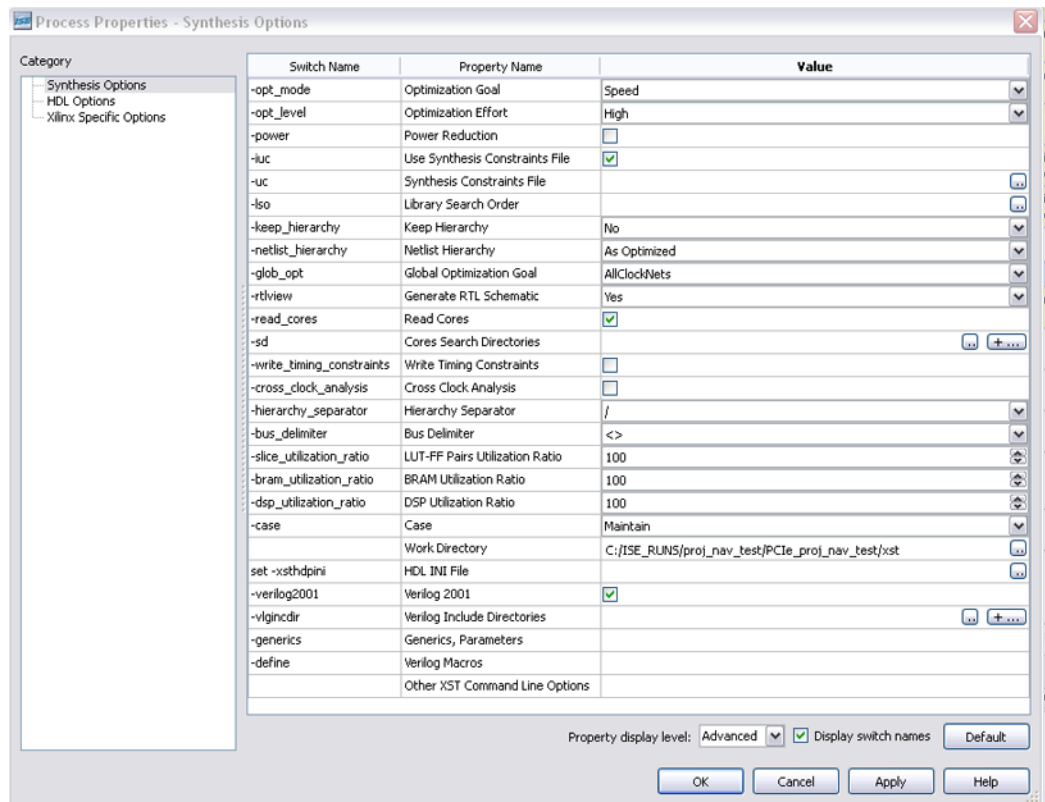 ISE Process Properties - Synthesis Options
Category
Synthesis Options
HDL Options
Xilinx Specific Options
Switch Name Property Name Value
-opt_mode Optimization Goal Speed
-opt_level Optimization Effort High
-power Power Reduction
-iuc Use Synthesis Constraints File
-uc Synthesis Constraints File ..
-lso Library Search Order ..
-keep_hierarchy Keep Hierarchy No
-netlist_hierarchy Netlist Hierarchy As Optimized
-glob_opt Global Optimization Goal AllClockNets
-rtlview Generate RTL Schematic Yes
-read_cores Read Cores
-sd Cores Search Directories .. + ...
-write_timing_constraints Write Timing Constraints
-cross_clock_analysis Cross Clock Analysis
-hierarchy_separator Hierarchy Separator /
-bus_delimiter Bus Delimiter <>
-slice_utilization_ratio LUT-FF Pairs Utilization Ratio 100
-bram_utilization_ratio BRAM Utilization Ratio 100
-dsp_utilization_ratio DSP Utilization Ratio 100
-case Case Maintain
Work Directory C:/ISE_RUNS/proj_nav_test/PCIe_proj_nav_test/xst ..
set -xsthdpini HDL INI File ..
-verilog2001 Verilog 2001
-vlgincdir Verilog Include Directories .. + ...
-generics Generics, Parameters
-define Verilog Macros
Other XST Command Line Options
Property display level: Advanced Display switch names Default
OK Cancel Apply Help